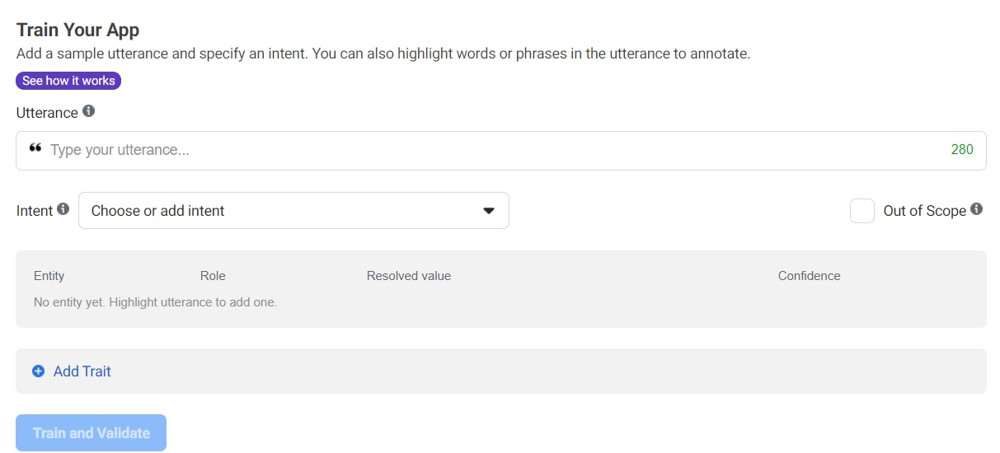 Train Your App
Add a sample utterance and specify an intent. You can also highlight words or phrases in the utterance to annotate.
See how it works
Utterance
Type your utterance...
280
Intent
Choose or add intent
Out of Scope
Entity Role Resolved value Confidence
No entity yet. Highlight utterance to add one.
Add Trait
Train and Validate